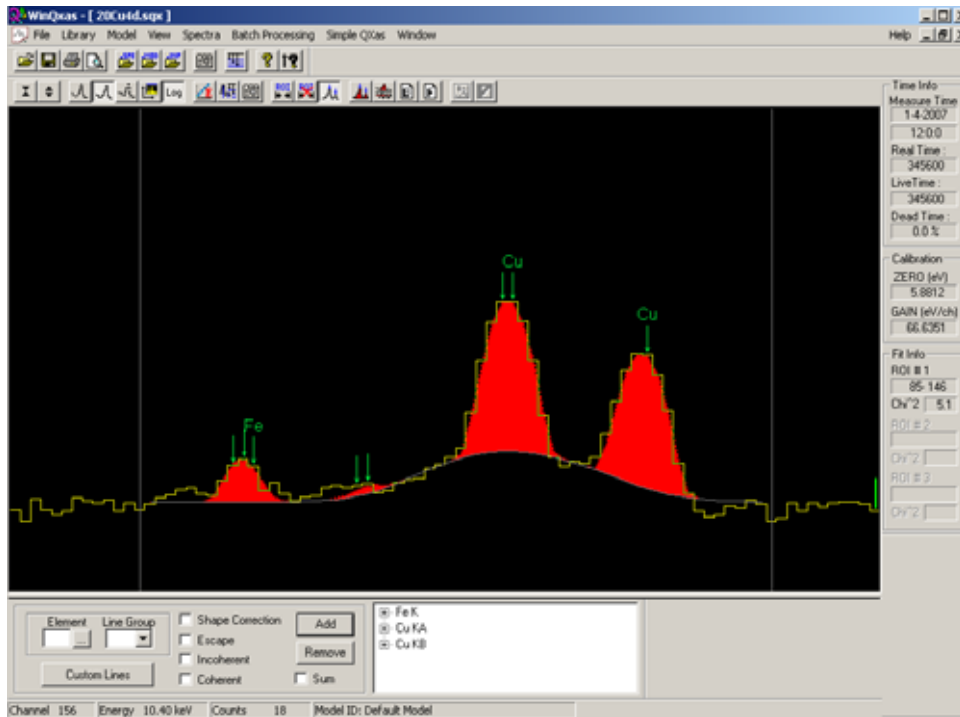 WinQxas - [ 20Cu4d.sqx ]
File Library Model View Spectra Batch Processing Simple QXas Window Help
Log
Time Info
Measure Time
1-4-2007
12:0:0
Real Time :
345600
LiveTime :
345600
Dead Time :
0.0 %
Calibration
ZERO (eV)
5.8812
GAIN (eV/ch)
66.6351
Fit Info
ROI # 1
85- 146
Chi^2 5.1
ROI # 2
Chi^2
ROI # 3
Chi^2
Cu
Cu
Fe
Element Line Group
Custom Lines
Shape Correction
Escape
Incoherent
Coherent
Add
Remove
Sum
Fe K
Cu KA
Cu KB
Channel 156 Energy 10.40 keV Counts 18 Model ID: Default Model